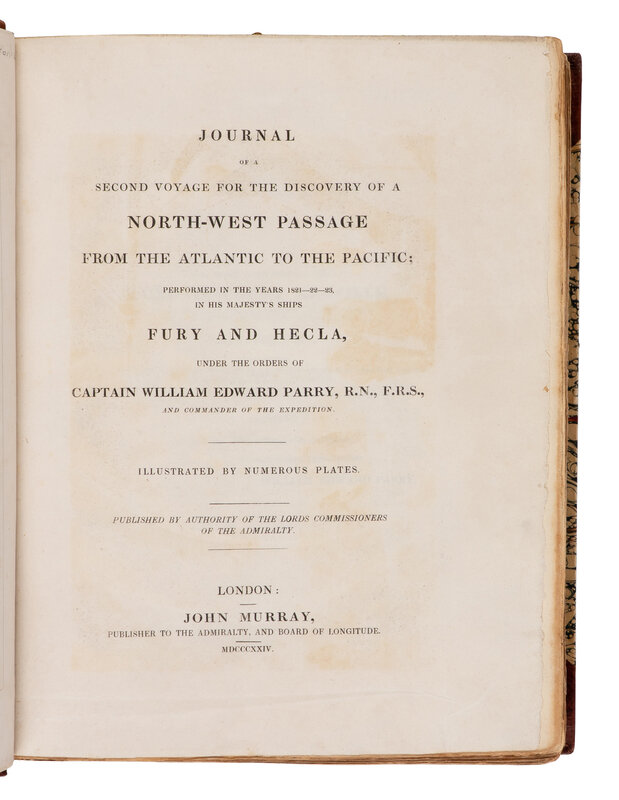 JOURNAL
OF A
SECOND VOYAGE FOR THE DISCOVERY OF A
NORTH-WEST PASSAGE
FROM THE ATLANTIC TO THE PACIFIC;
PERFORMED IN THE YEARS 1821—22—23,
IN HIS MAJESTY'S SHIPS
FURY AND HECLA,
UNDER THE ORDERS OF
CAPTAIN WILLIAM EDWARD PARRY, R.N., F.R.S.,
AND COMMANDER OF THE EXPEDITION.
ILLUSTRATED BY NUMEROUS PLATES.
PUBLISHED BY AUTHORITY OF THE LORDS COMMISSIONERS
OF THE ADMIRALTY.
LONDON:
JOHN MURRAY,
PUBLISHER TO THE ADMIRALTY, AND BOARD OF LONGITUDE.
MDCCCXXIV.